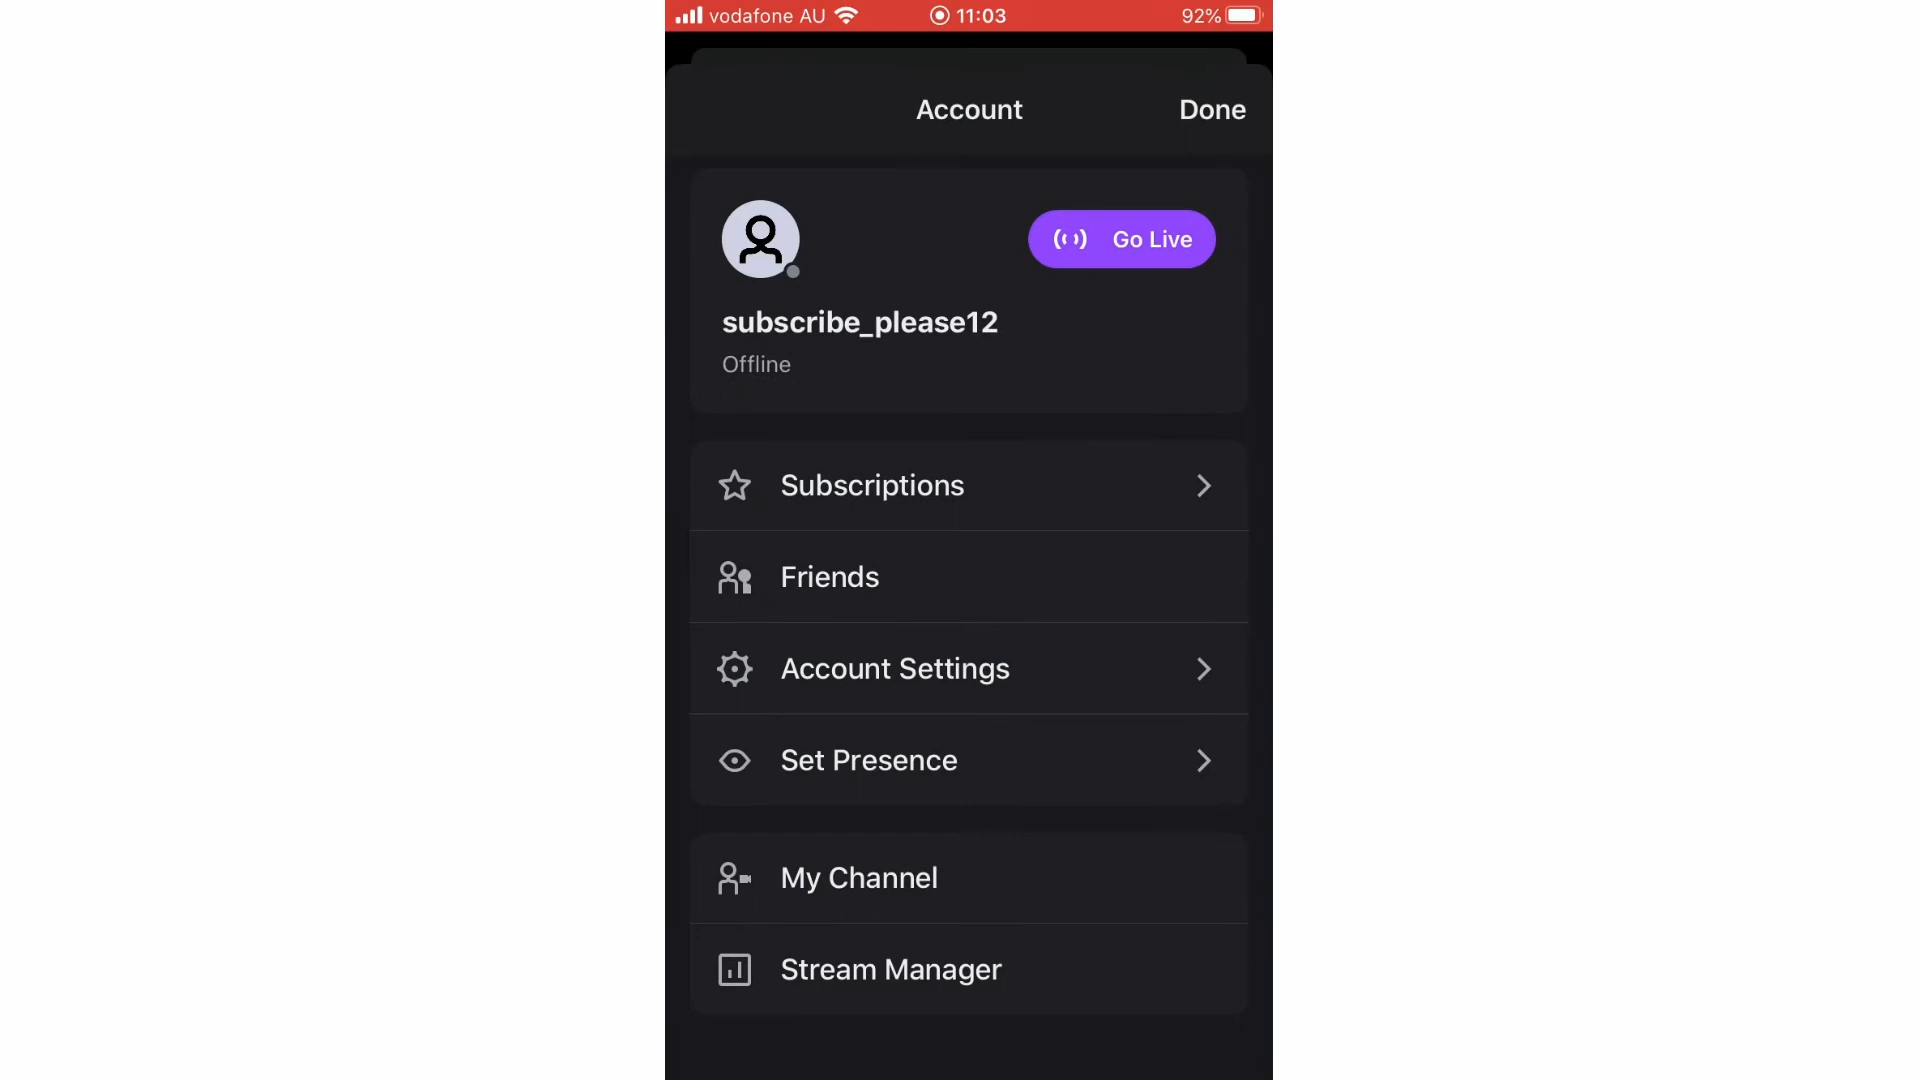 vodafone AU 11:03 92%
Account Done
Go Live
subscribe_please12
Offline
Subscriptions
Friends
Account Settings
Set Presence
My Channel
Stream Manager